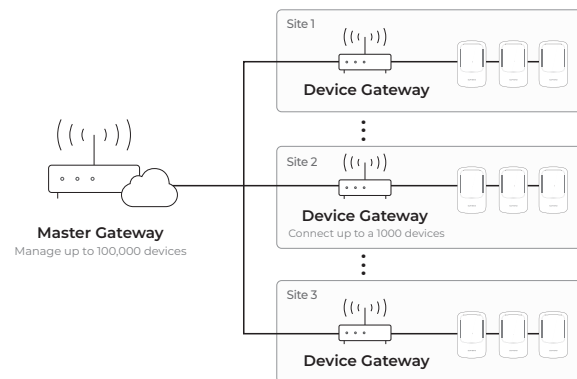 Site 1
Device Gateway
Site 2
Device Gateway
Connect up to a 1000 devices
Master Gateway
Manage up to 100,000 devices
Site 3
Device Gateway